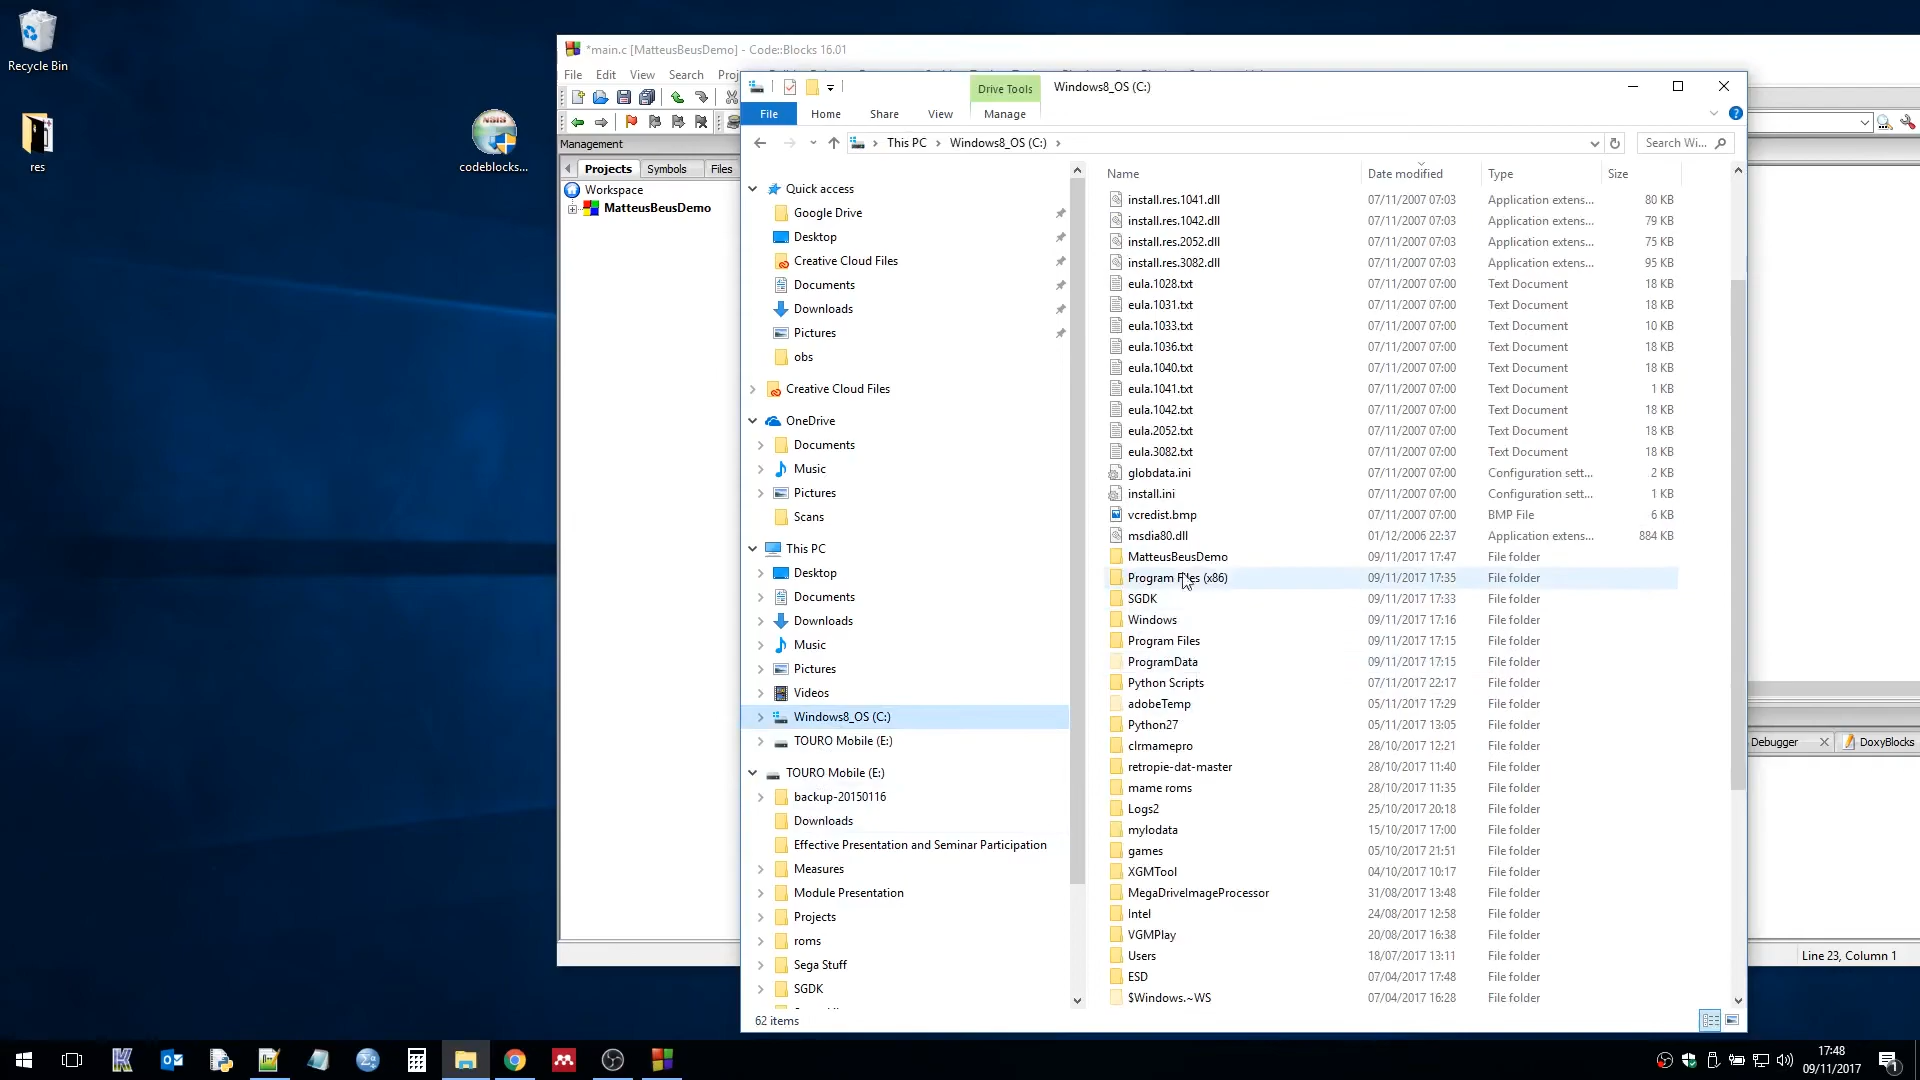 Recycle Bin
res
codeblocks...
*main.c [MatteusBeusDemo] - Code::Blocks 16.01
File Edit View Search Proj
Management
Projects Symbols Files
Workspace
MatteusBeusDemo
Drive Tools Windows8_OS (C:)
File Home Share View Manage
This PC Windows8_OS (C:) Search Wi...
Quick access
Google Drive
Desktop
Creative Cloud Files
Documents
Downloads
Pictures
obs
Creative Cloud Files
OneDrive
Documents
Music
Pictures
Scans
This PC
Desktop
Documents
Downloads
Music
Pictures
Videos
Windows8_OS (C:)
TOURO Mobile (E:)
TOURO Mobile (E:)
backup-20150116
Downloads
Effective Presentation and Seminar Participation
Measures
Module Presentation
Projects
roms
Sega Stuff
SGDK
62 items
Name Date modified Type Size
install.res.1041.dll 07/11/2007 07:03 Application extens... 80 KB
install.res.1042.dll 07/11/2007 07:03 Application extens... 79 KB
install.res.2052.dll 07/11/2007 07:03 Application extens... 75 KB
install.res.3082.dll 07/11/2007 07:03 Application extens... 95 KB
eula.1028.txt 07/11/2007 07:00 Text Document 18 KB
eula.1031.txt 07/11/2007 07:00 Text Document 18 KB
eula.1033.txt 07/11/2007 07:00 Text Document 10 KB
eula.1036.txt 07/11/2007 07:00 Text Document 18 KB
eula.1040.txt 07/11/2007 07:00 Text Document 18 KB
eula.1041.txt 07/11/2007 07:00 Text Document 1 KB
eula.1042.txt 07/11/2007 07:00 Text Document 18 KB
eula.2052.txt 07/11/2007 07:00 Text Document 18 KB
eula.3082.txt 07/11/2007 07:00 Text Document 18 KB
globdata.ini 07/11/2007 07:00 Configuration sett... 2 KB
install.ini 07/11/2007 07:00 Configuration sett... 1 KB
vcredist.bmp 07/11/2007 07:00 BMP File 6 KB
msdia80.dll 01/12/2006 22:37 Application extens... 884 KB
MatteusBeusDemo 09/11/2017 17:47 File folder
Program Files (x86) 09/11/2017 17:35 File folder
SGDK 09/11/2017 17:33 File folder
Windows 09/11/2017 17:16 File folder
Program Files 09/11/2017 17:15 File folder
ProgramData 09/11/2017 17:15 File folder
Python Scripts 07/11/2017 22:17 File folder
adobeTemp 05/11/2017 17:29 File folder
Python27 05/11/2017 13:05 File folder
clrmamepro 28/10/2017 12:21 File folder
retropie-dat-master 28/10/2017 11:40 File folder
mame roms 28/10/2017 11:35 File folder
Logs2 25/10/2017 20:18 File folder
mylodata 15/10/2017 17:00 File folder
games 05/10/2017 21:51 File folder
XGMTool 04/10/2017 10:17 File folder
MegaDriveImageProcessor 31/08/2017 13:48 File folder
Intel 24/08/2017 12:58 File folder
VGMPlay 20/08/2017 16:38 File folder
Users 18/07/2017 13:11 File folder
ESD 07/04/2017 17:48 File folder
$Windows.~WS 07/04/2017 16:28 File folder
Debugger DoxyBlocks
Line 23, Column 1
17:48
09/11/2017